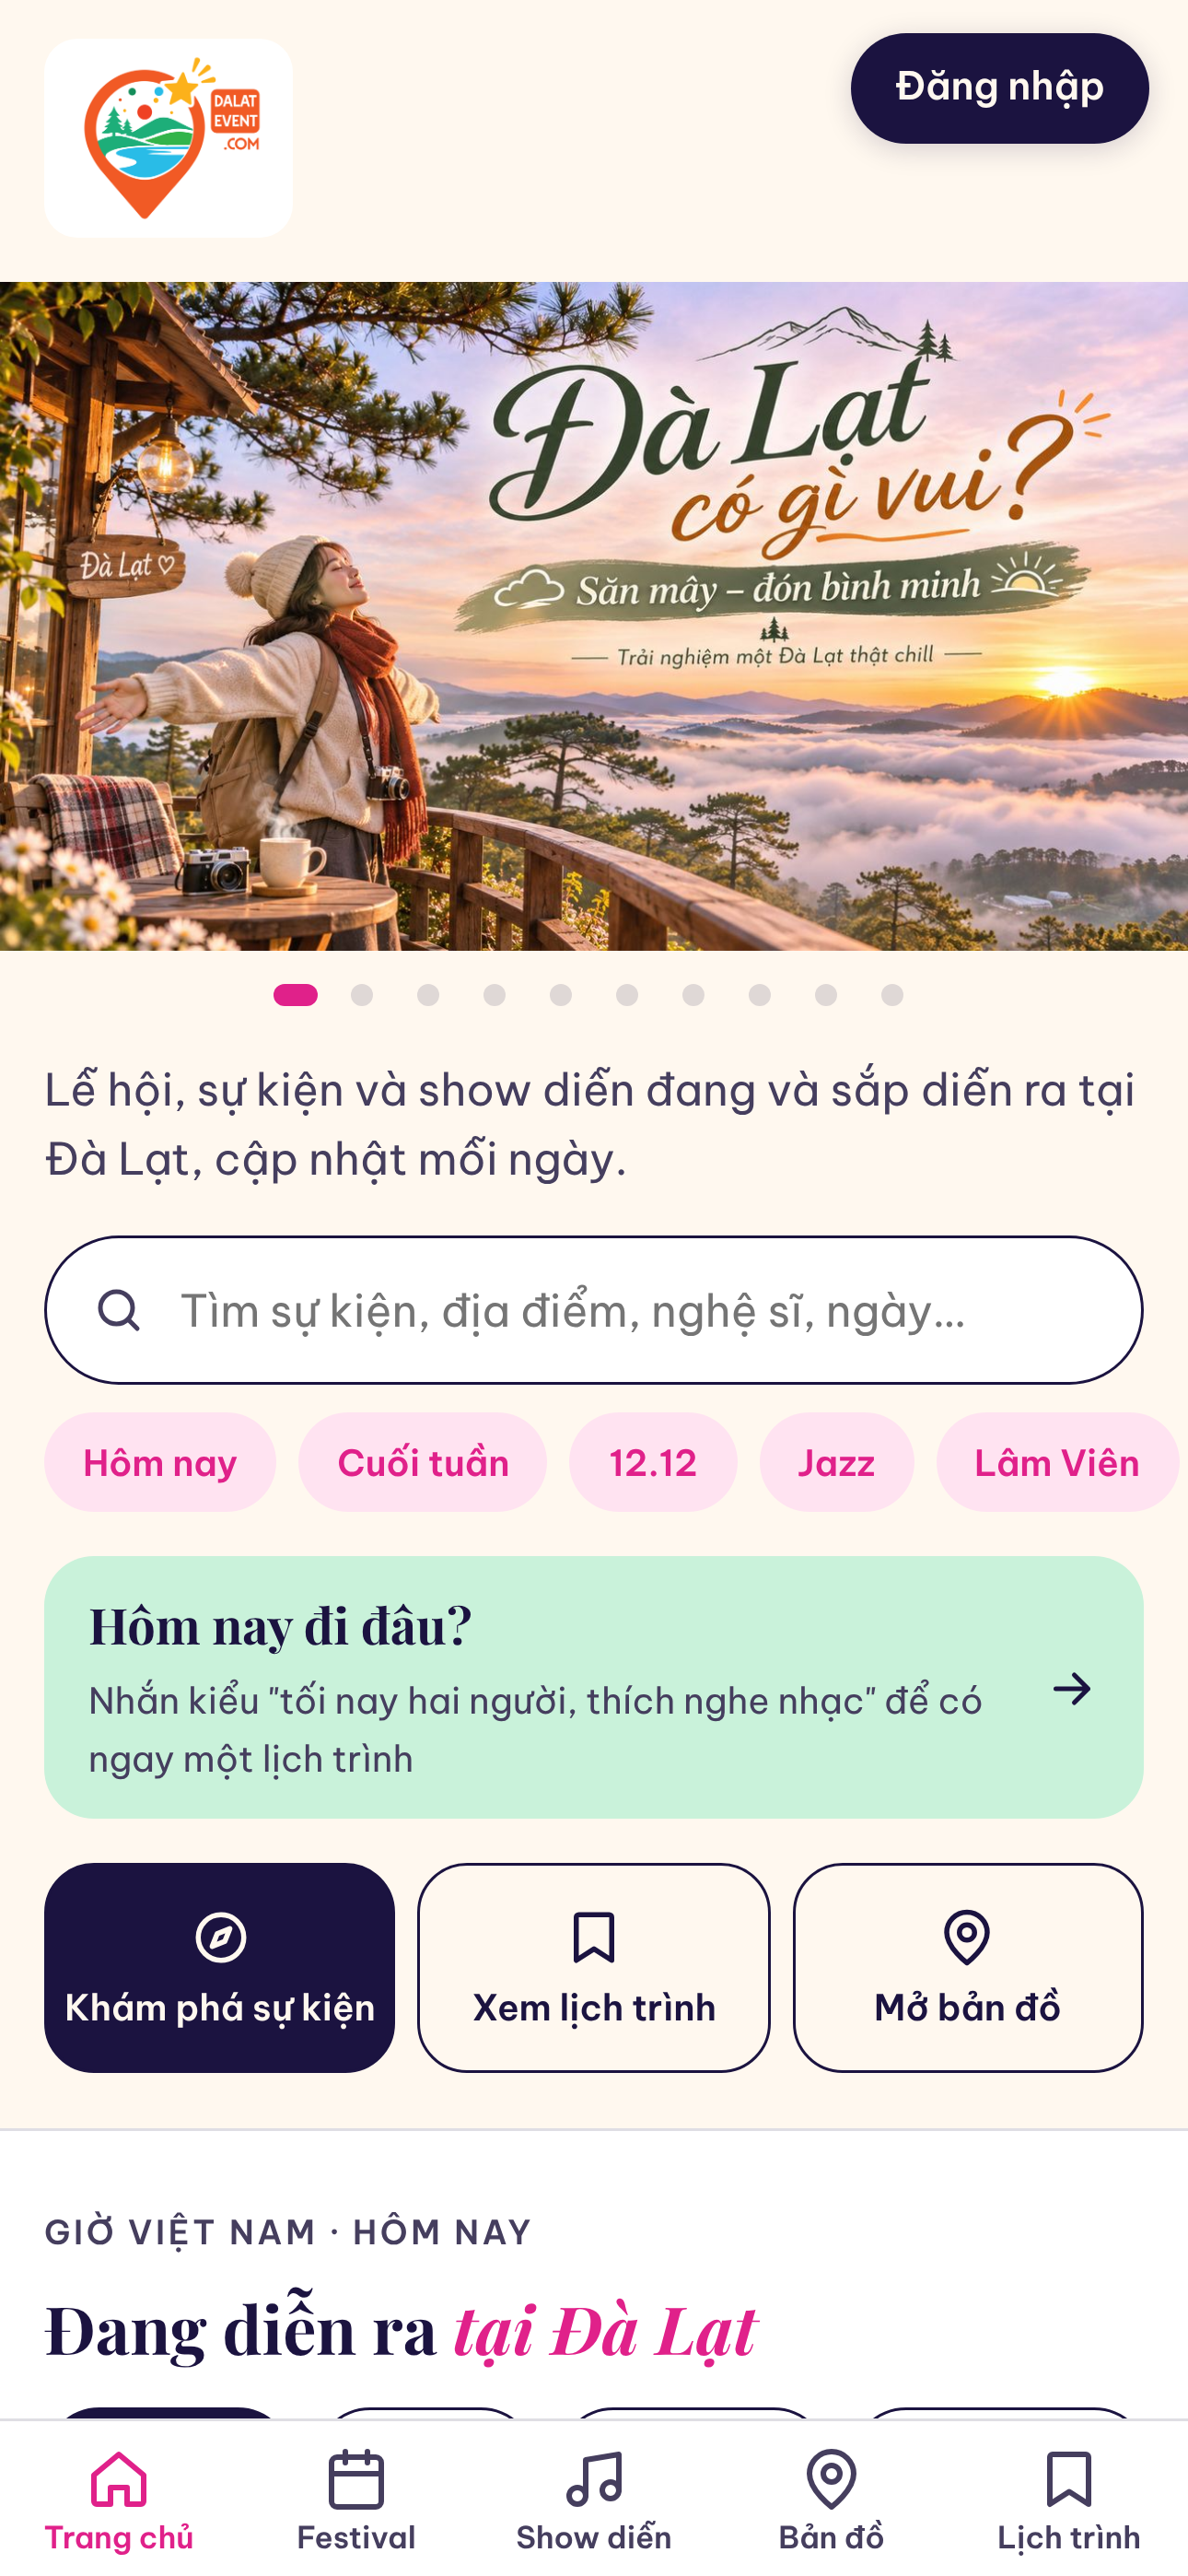 DALAT
EVENT
.COM
Đăng nhập
Đà Lạt
có gì vui?
Đà Lạt ♡
Săn mây – đón bình minh
Trải nghiệm một Đà Lạt thật chill
Lễ hội, sự kiện và show diễn đang và sắp diễn ra tại
Đà Lạt, cập nhật mỗi ngày.
Tìm sự kiện, địa điểm, nghệ sĩ, ngày...
Hôm nay
Cuối tuần
12.12
Jazz
Lâm Viên
Hôm nay đi đâu?
Nhắn kiểu "tối nay hai người, thích nghe nhạc" để có
ngay một lịch trình
Khám phá sự kiện
Xem lịch trình
Mở bản đồ
GIỜ VIỆT NAM · HÔM NAY
Đang diễn ra tại Đà Lạt
Trang chủ
Festival
Show diễn
Bản đồ
Lịch trình